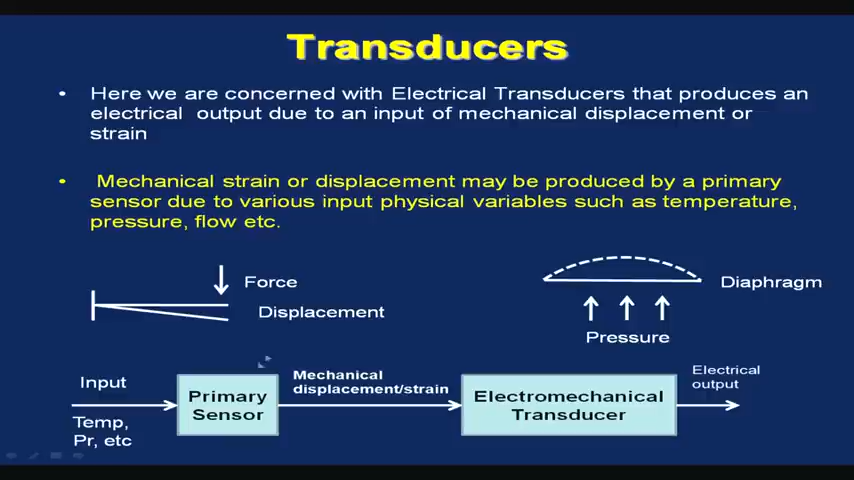 Transducers
• Here we are concerned with Electrical Transducers that produces an
electrical output due to an input of mechanical displacement or
strain
• Mechanical strain or displacement may be produced by a primary
sensor due to various input physical variables such as temperature,
pressure, flow etc.
Force
Displacement
Diaphragm
Pressure
Input
Temp,
Pr, etc
Primary
Sensor
Mechanical
displacement/strain
Electromechanical
Transducer
Electrical
output